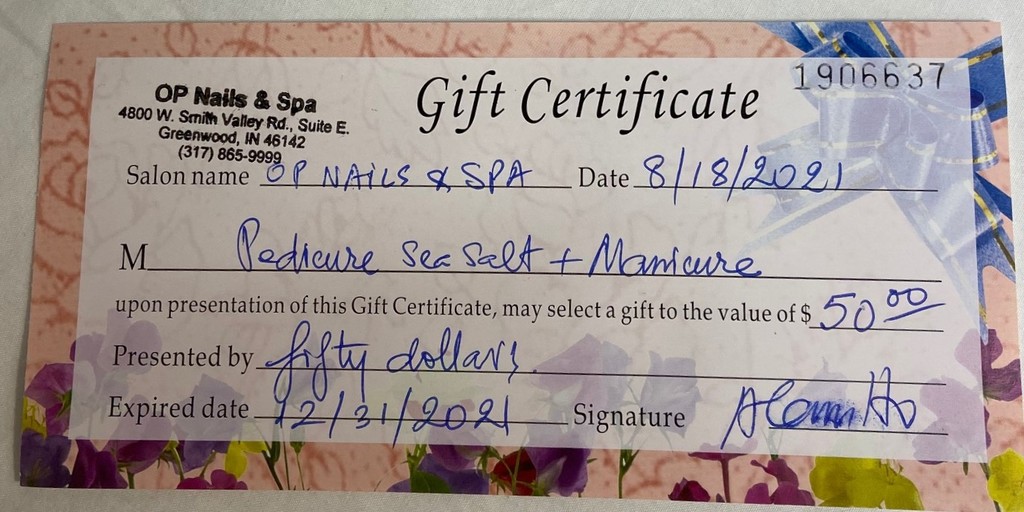 OP Nails & Spa
4800 W. Smith Valley Rd., Suite E.
Greenwood, IN 46142
(317) 865-9999
Gift Certificate
1906637
Salon name OP NAILS & SPA Date 8/18/2021
M Pedicure Sea Salt + Manicure
upon presentation of this Gift Certificate, may select a gift to the value of $ 50 00
Presented by fifty dollars
Expired date 12/31/2021 Signature